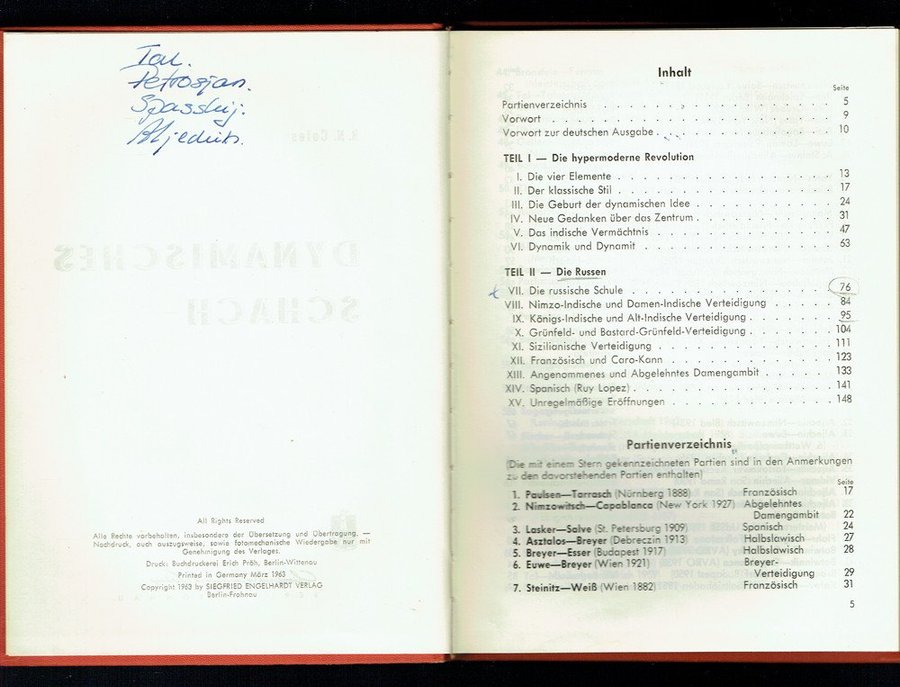 Tal.
Petrosjan.
Spasskij.
Aljechin.
R. N. Coles
DYNAMISCHES
SCHACH
All Rights Reserved
Alle Rechte vorbehalten, insbesondere der Übersetzung und Übertragung. —
Nachdruck, auch auszugsweise, sowie fotomechanische Wiedergabe nur mit
Genehmigung des Verlages.
Druck: Buchdruckerei Erich Pröh, Berlin-Wittenau
Printed in Germany März 1963
Copyright 1963 by SIEGFRIED ENGELHARDT VERLAG
Berlin-Frohnau
Inhalt
Seite
Partienverzeichnis . . . . . . . . . . . . . . . . 5
Vorwort . . . . . . . . . . . . . . . . . . . . 9
Vorwort zur deutschen Ausgabe . . . . . . . . . . . 10
TEIL I — Die hypermoderne Revolution
I. Die vier Elemente . . . . . . . . . . . . . . 13
II. Der klassische Stil . . . . . . . . . . . . . . 17
III. Die Geburt der dynamischen Idee . . . . . . . . 24
IV. Neue Gedanken über das Zentrum . . . . . . . . 31
V. Das indische Vermächtnis . . . . . . . . . . . 47
VI. Dynamik und Dynamit . . . . . . . . . . . . 63
TEIL II — Die Russen
x VII. Die russische Schule . . . . . . . . . . . . . 76
VIII. Nimzo-Indische und Damen-Indische Verteidigung . . . 84
IX. Königs-Indische und Alt-Indische Verteidigung . . . . 95
X. Grünfeld- und Bastard-Grünfeld-Verteidigung . . . . . 104
XI. Sizilianische Verteidigung . . . . . . . . . . . 111
XII. Französisch und Caro-Kann . . . . . . . . . . 123
XIII. Angenommenes und Abgelehntes Damengambit . . . . 133
XIV. Spanisch (Ruy Lopez) . . . . . . . . . . . . 141
XV. Unregelmäßige Eröffnungen . . . . . . . . . . 148
Partienverzeichnis
(Die mit einem Stern gekennzeichneten Partien sind in den Anmerkungen
zu den davorstehenden Partien enthalten)
Seite
1. Paulsen—Tarrasch (Nürnberg 1888) Französisch 17
2. Nimzowitsch—Capablanca (New York 1927) Abgelehntes
Damengambit 22
3. Lasker—Salve (St. Petersburg 1909) Spanisch 24
4. Asztalos—Breyer (Debreczin 1913) Halbslawisch 27
5. Breyer—Esser (Budapest 1917) Halbslawisch 28
6. Euwe—Breyer (Wien 1921) Breyer-
Verteidigung 29
7. Steinitz—Weiß (Wien 1882) Französisch 31
5